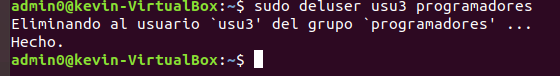 admin0@kevin-VirtualBox:~$ sudo deluser usu3 programadores
Eliminando al usuario `usu3' del grupo `programadores' ...
Hecho.
admin0@kevin-VirtualBox:~$